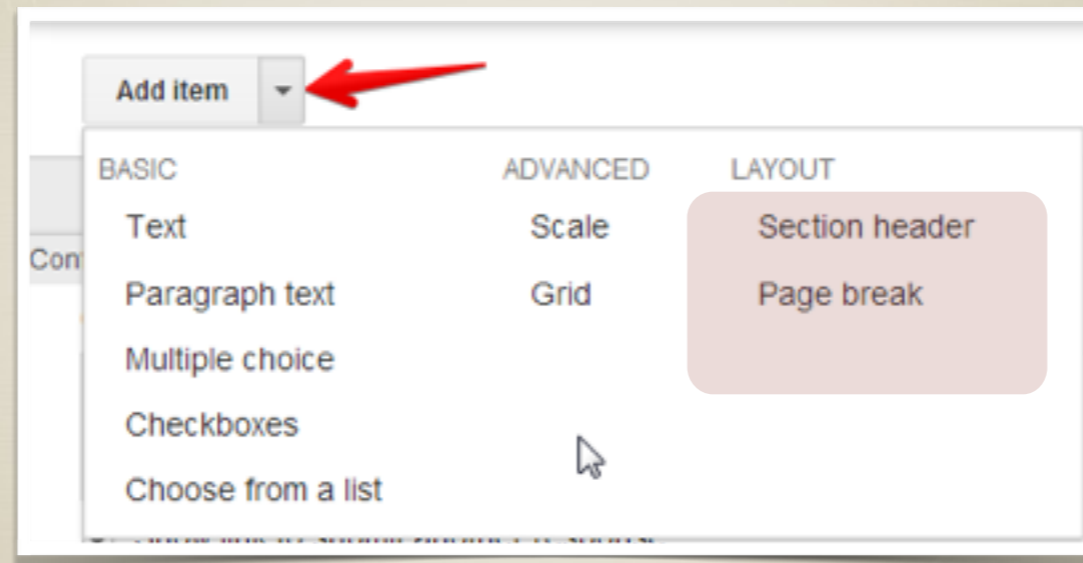 Add item
BASIC ADVANCED LAYOUT
Text Scale Section header
Con
Paragraph text Grid Page break
Multiple choice
Checkboxes
Choose from a list